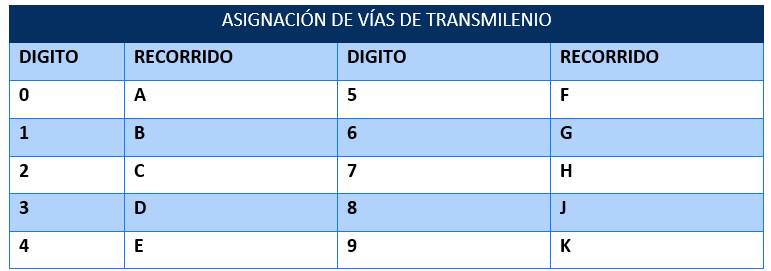 ASIGNACIÓN DE VÍAS DE TRANSMILENIO
DIGITO RECORRIDO DIGITO RECORRIDO
0 A 5 F
1 B 6 G
2 C 7 H
3 D 8 J
4 E 9 K